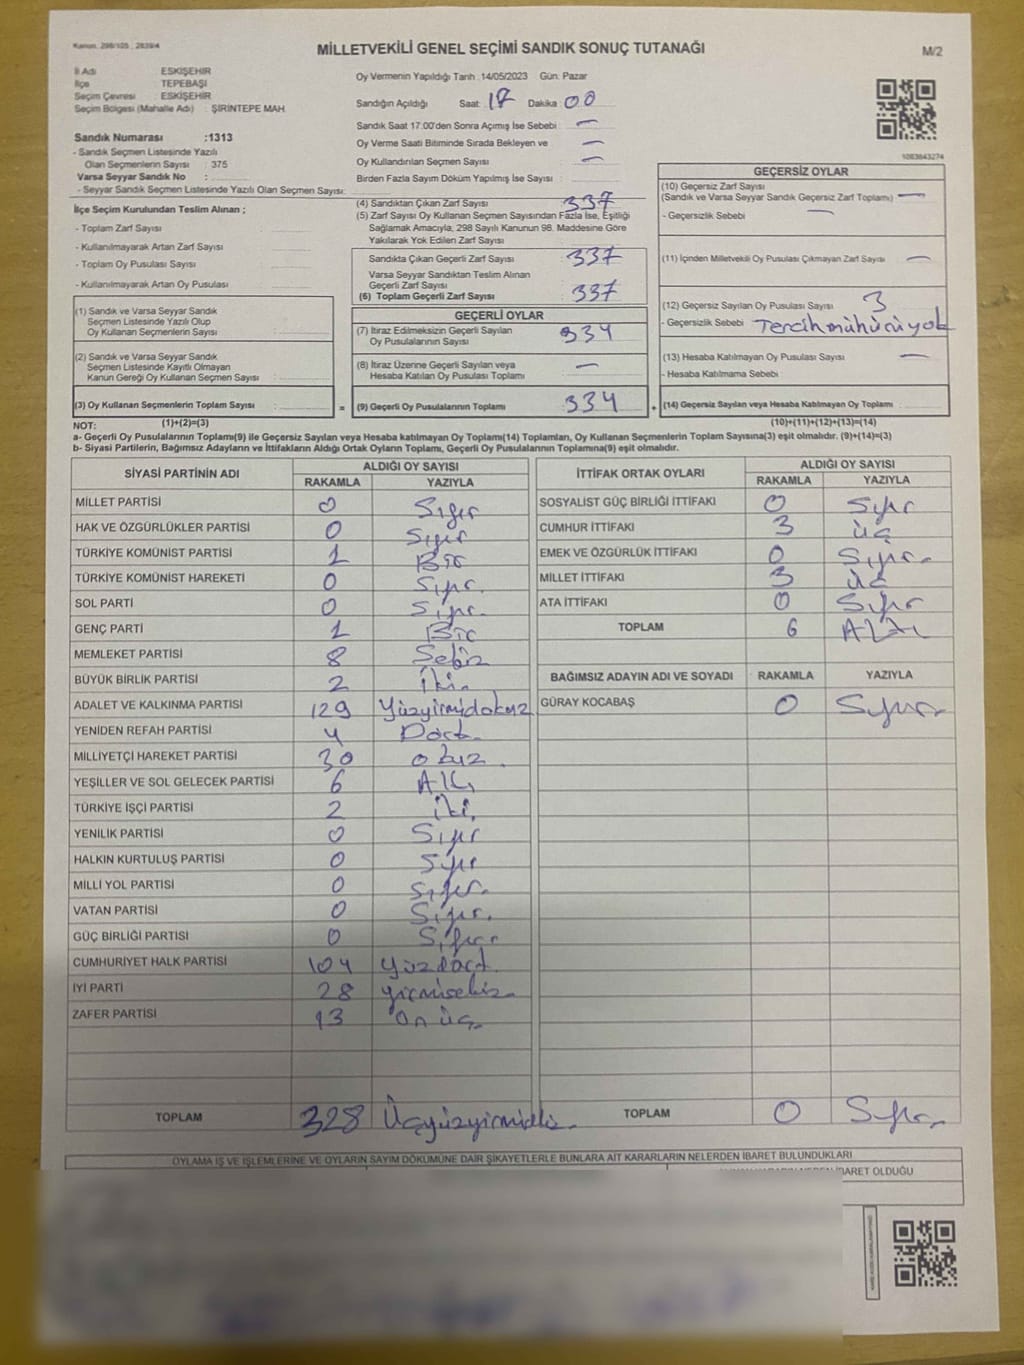 Kanun: 298/105 ; 2839/4
MİLLETVEKİLİ GENEL SEÇİMİ SANDIK SONUÇ TUTANAĞI
M/2
İl Adı ESKİŞEHİR
İlçe TEPEBAŞI
Seçim Çevresi ESKİŞEHİR
Seçim Bölgesi (Mahalle Adı) ŞİRİNTEPE MAH.
Oy Vermenin Yapıldığı Tarih :14/05/2023 Gün: Pazar
Sandığın Açıldığı Saat: 17 Dakika 00
Sandık Saat 17.00'den Sonra Açımış İse Sebebi : —
Oy Verme Saati Bitiminde Sırada Bekleyen ve
Oy Kullandırılan Seçmen Sayısı : —
Birden Fazla Sayım Döküm Yapılmış İse Sayısı :
1083843274
Sandık Numarası :1313
- Sandık Seçmen Listesinde Yazılı
Olan Seçmenlerin Sayısı : 375
Varsa Seyyar Sandık No :
- Seyyar Sandık Seçmen Listesinde Yazılı Olan Seçmen Sayısı:
İlçe Seçim Kurulundan Teslim Alınan ;
- Toplam Zarf Sayısı :
- Kullanılmayarak Artan Zarf Sayısı :
- Toplam Oy Pusulası Sayısı :
- Kullanılmayarak Artan Oy Pusulası :
(1) Sandık ve Varsa Seyyar Sandık
Seçmen Listesinde Yazılı Olup
Oy Kullanan Seçmenlerin Sayısı :
(2) Sandık ve Varsa Seyyar Sandık
Seçmen Listesinde Kayıtlı Olmayan
Kanun Gereği Oy Kullanan Seçmen Sayısı :
(3) Oy Kullanan Seçmenlerin Toplam Sayısı :
(4) Sandıktan Çıkan Zarf Sayısı : 337
(5) Zarf Sayısı Oy Kullanan Seçmen Sayısından Fazla İse, Eşitliği
Sağlamak Amacıyla, 298 Sayılı Kanunun 98. Maddesine Göre
Yakılarak Yok Edilen Zarf Sayısı :
Sandıkta Çıkan Geçerli Zarf Sayısı : 337
Varsa Seyyar Sandıktan Teslim Alınan
Geçerli Zarf Sayısı :
(6) Toplam Geçerli Zarf Sayısı : 337
GEÇERLİ OYLAR
(7) İtiraz Edilmeksizin Geçerli Sayılan
Oy Pusulalarının Sayısı : 334
(8) İtiraz Üzerine Geçerli Sayılan veya
Hesaba Katılan Oy Pusulası Toplamı : —
= (9) Geçerli Oy Pusulalarının Toplamı : 334 +
GEÇERSİZ OYLAR
(10) Geçersiz Zarf Sayısı
(Sandık ve Varsa Seyyar Sandık Geçersiz Zarf Toplamı) : —
- Geçersizlik Sebebi : —
(11) İçinden Milletvekili Oy Pusulası Çıkmayan Zarf Sayısı : —
(12) Geçersiz Sayılan Oy Pusulası Sayısı : 3
- Geçersizlik Sebebi : Tercih mühürü yok
(13) Hesaba Katılmayan Oy Pusulası Sayısı : —
- Hesaba Katılmama Sebebi :
(14) Geçersiz Sayılan veya Hesaba Katılmayan Oy Toplamı :
NOT: (1)+(2)=(3)
(10)+(11)+(12)+(13)=(14)
a- Geçerli Oy Pusulalarının Toplamı(9) ile Geçersiz Sayılan veya Hesaba katılmayan Oy Toplamı(14) Toplamları, Oy Kullanan Seçmenlerin Toplam Sayısına(3) eşit olmalıdır. (9)+(14)=(3)
b- Siyasi Partilerin, Bağımsız Adayların ve İttifakların Aldığı Ortak Oyların Toplamı, Geçerli Oy Pusulalarının Toplamına(9) eşit olmalıdır.
SİYASİ PARTİNİN ADI ALDIĞI OY SAYISI
RAKAMLA YAZIYLA
MİLLET PARTİSİ 0 Sıfır
HAK VE ÖZGÜRLÜKLER PARTİSİ 0 Sıfır
TÜRKİYE KOMÜNİST PARTİSİ 1 Bir
TÜRKİYE KOMÜNİST HAREKETİ 0 Sıfır.
SOL PARTİ 0 Sıfır.
GENÇ PARTİ 1 Bir
MEMLEKET PARTİSİ 8 Sekiz
BÜYÜK BİRLİK PARTİSİ 2 İki.
ADALET VE KALKINMA PARTİSİ 129 Yüzyirmidokuz
YENİDEN REFAH PARTİSİ 4 Dört.
MİLLİYETÇİ HAREKET PARTİSİ 30 otuz.
YEŞİLLER VE SOL GELECEK PARTİSİ 6 Altı
TÜRKİYE İŞÇİ PARTİSİ 2 İki.
YENİLİK PARTİSİ 0 Sıfır
HALKIN KURTULUŞ PARTİSİ 0 Sıfır
MİLLİ YOL PARTİSİ 0 Sıfır.
VATAN PARTİSİ 0 Sıfır.
GÜÇ BİRLİĞİ PARTİSİ 0 Sıfır
CUMHURİYET HALK PARTİSİ 104 Yüzdört.
İYİ PARTİ 28 yirmisekiz.
ZAFER PARTİSİ 13 on üç.
TOPLAM 328 Üçyüzyirmisekiz.
İTTİFAK ORTAK OYLARI ALDIĞI OY SAYISI
RAKAMLA YAZIYLA
SOSYALİST GÜÇ BİRLİĞİ İTTİFAKI 0 Sıfır
CUMHUR İTTİFAKI 3 üç
EMEK VE ÖZGÜRLÜK İTTİFAKI 0 Sıfır.
MİLLET İTTİFAKI 3 üç
ATA İTTİFAKI 0 Sıfır
TOPLAM 6 Altı
BAĞIMSIZ ADAYIN ADI VE SOYADI RAKAMLA YAZIYLA
GÜRAY KOCABAŞ 0 Sıfır.
TOPLAM 0 Sıfır.
OYLAMA İŞ VE İŞLEMLERİNE VE OYLARIN SAYIM DÖKÜMÜNE DAİR ŞİKAYETLERLE BUNLARA AİT KARARLARIN NELERDEN İBARET BULUNDUKLARI
İBARET OLDUĞU